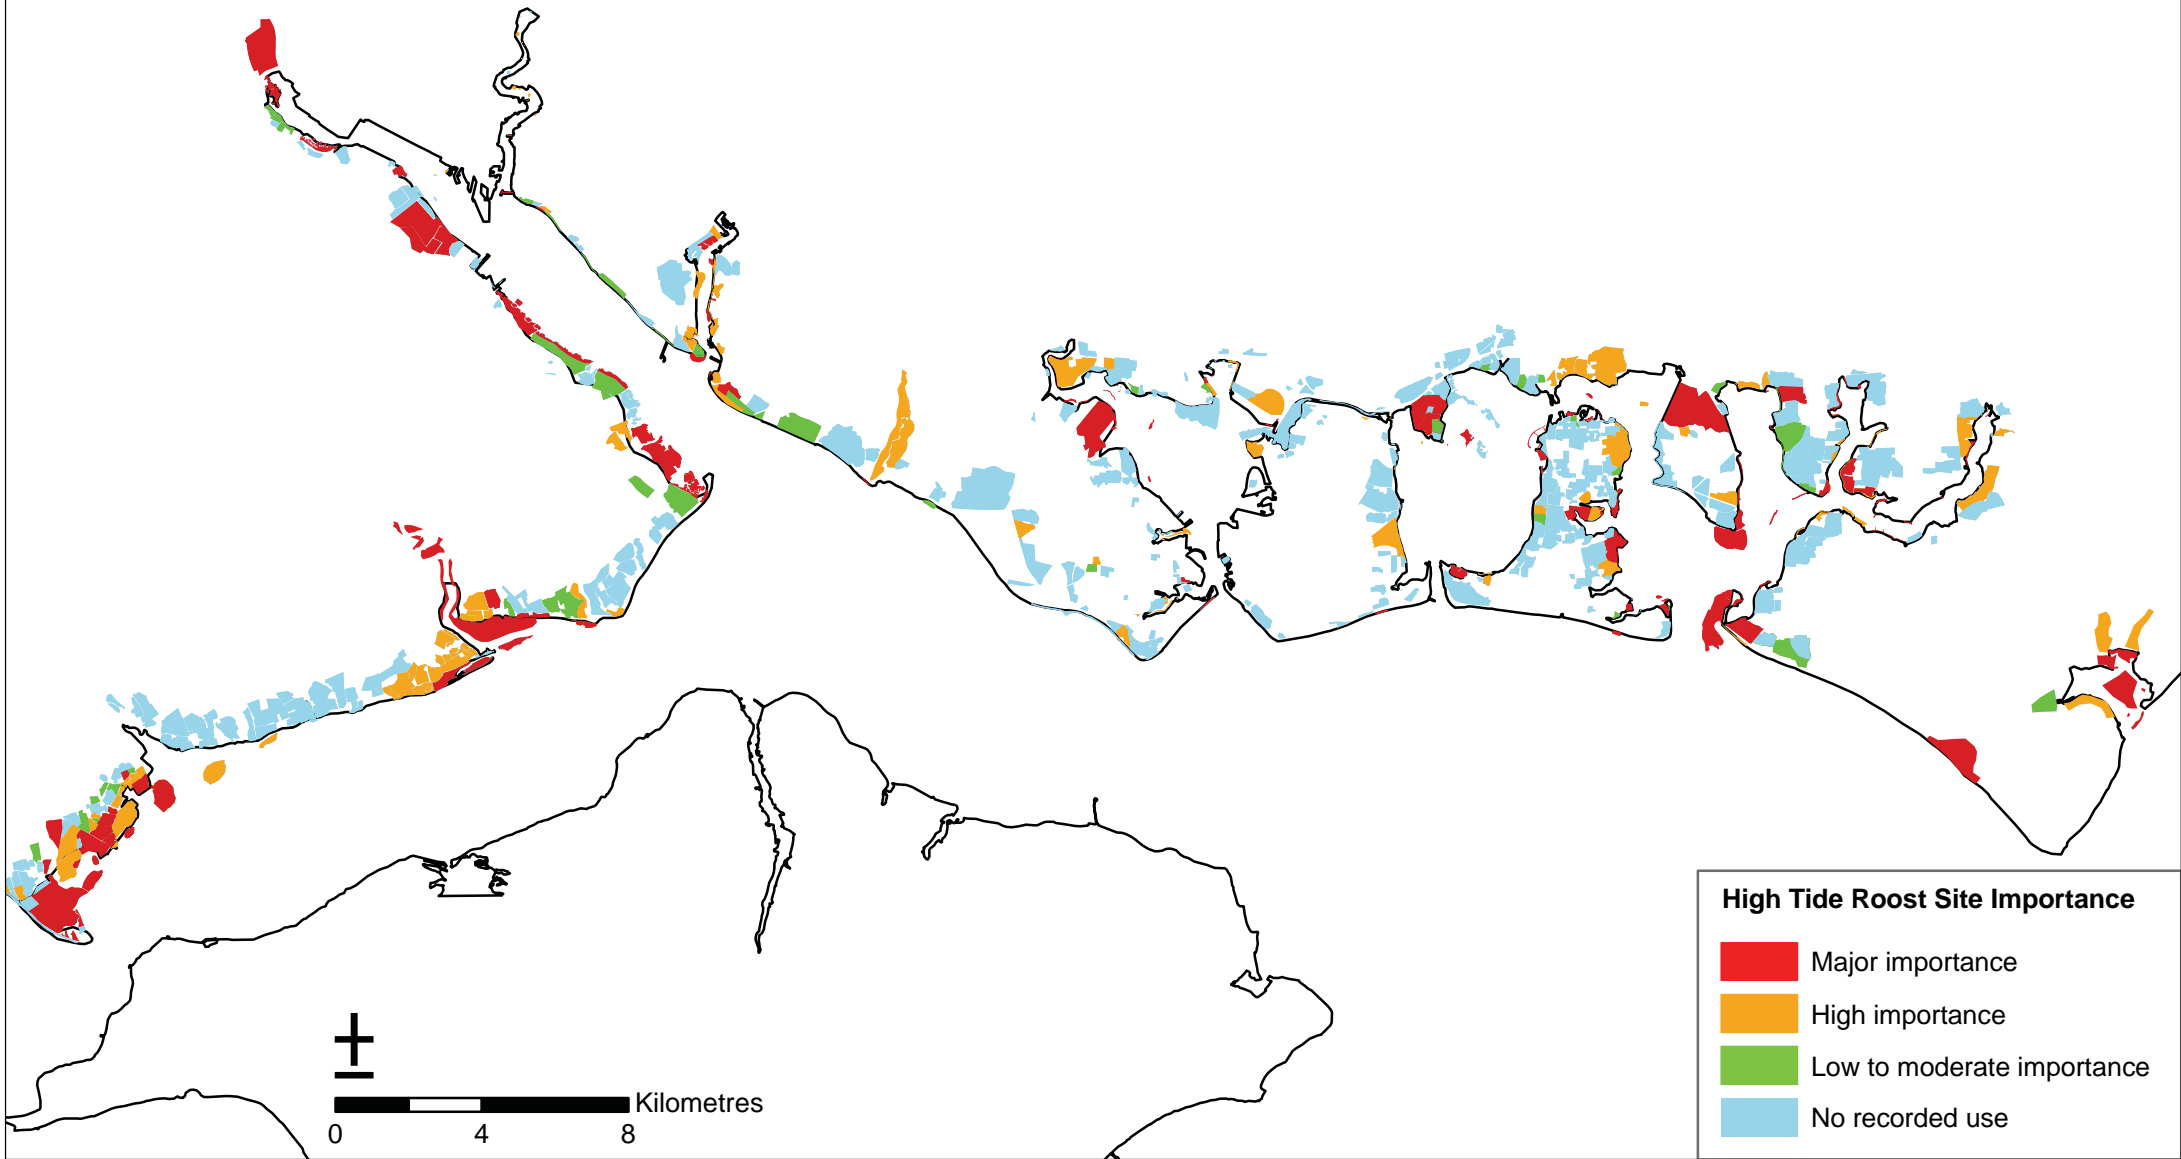 High Tide Roost Site Importance
Major importance
High importance
Low to moderate importance
No recorded use
±
Kilometres
0 4 8